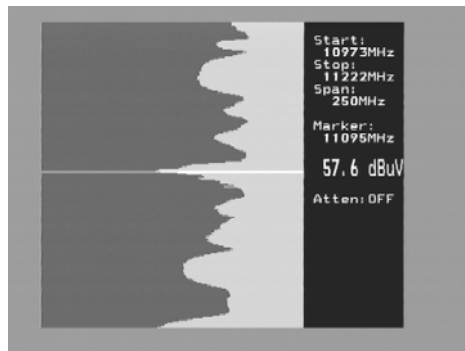 Start:
10973MHz
Stop:
11222MHz
Span:
250MHz
Marker:
11095MHz
57.6 dBuV
Atten:OFF